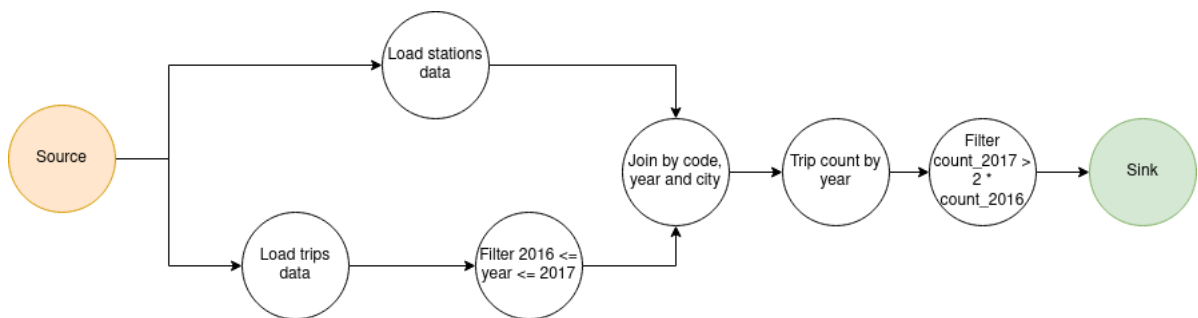 Load stations
data
Source
Join by code,
year and city
Trip count by
year
Filter
count_2017 >
2 *
count_2016
Sink
Load trips
data
Filter 2016 <=
year <= 2017